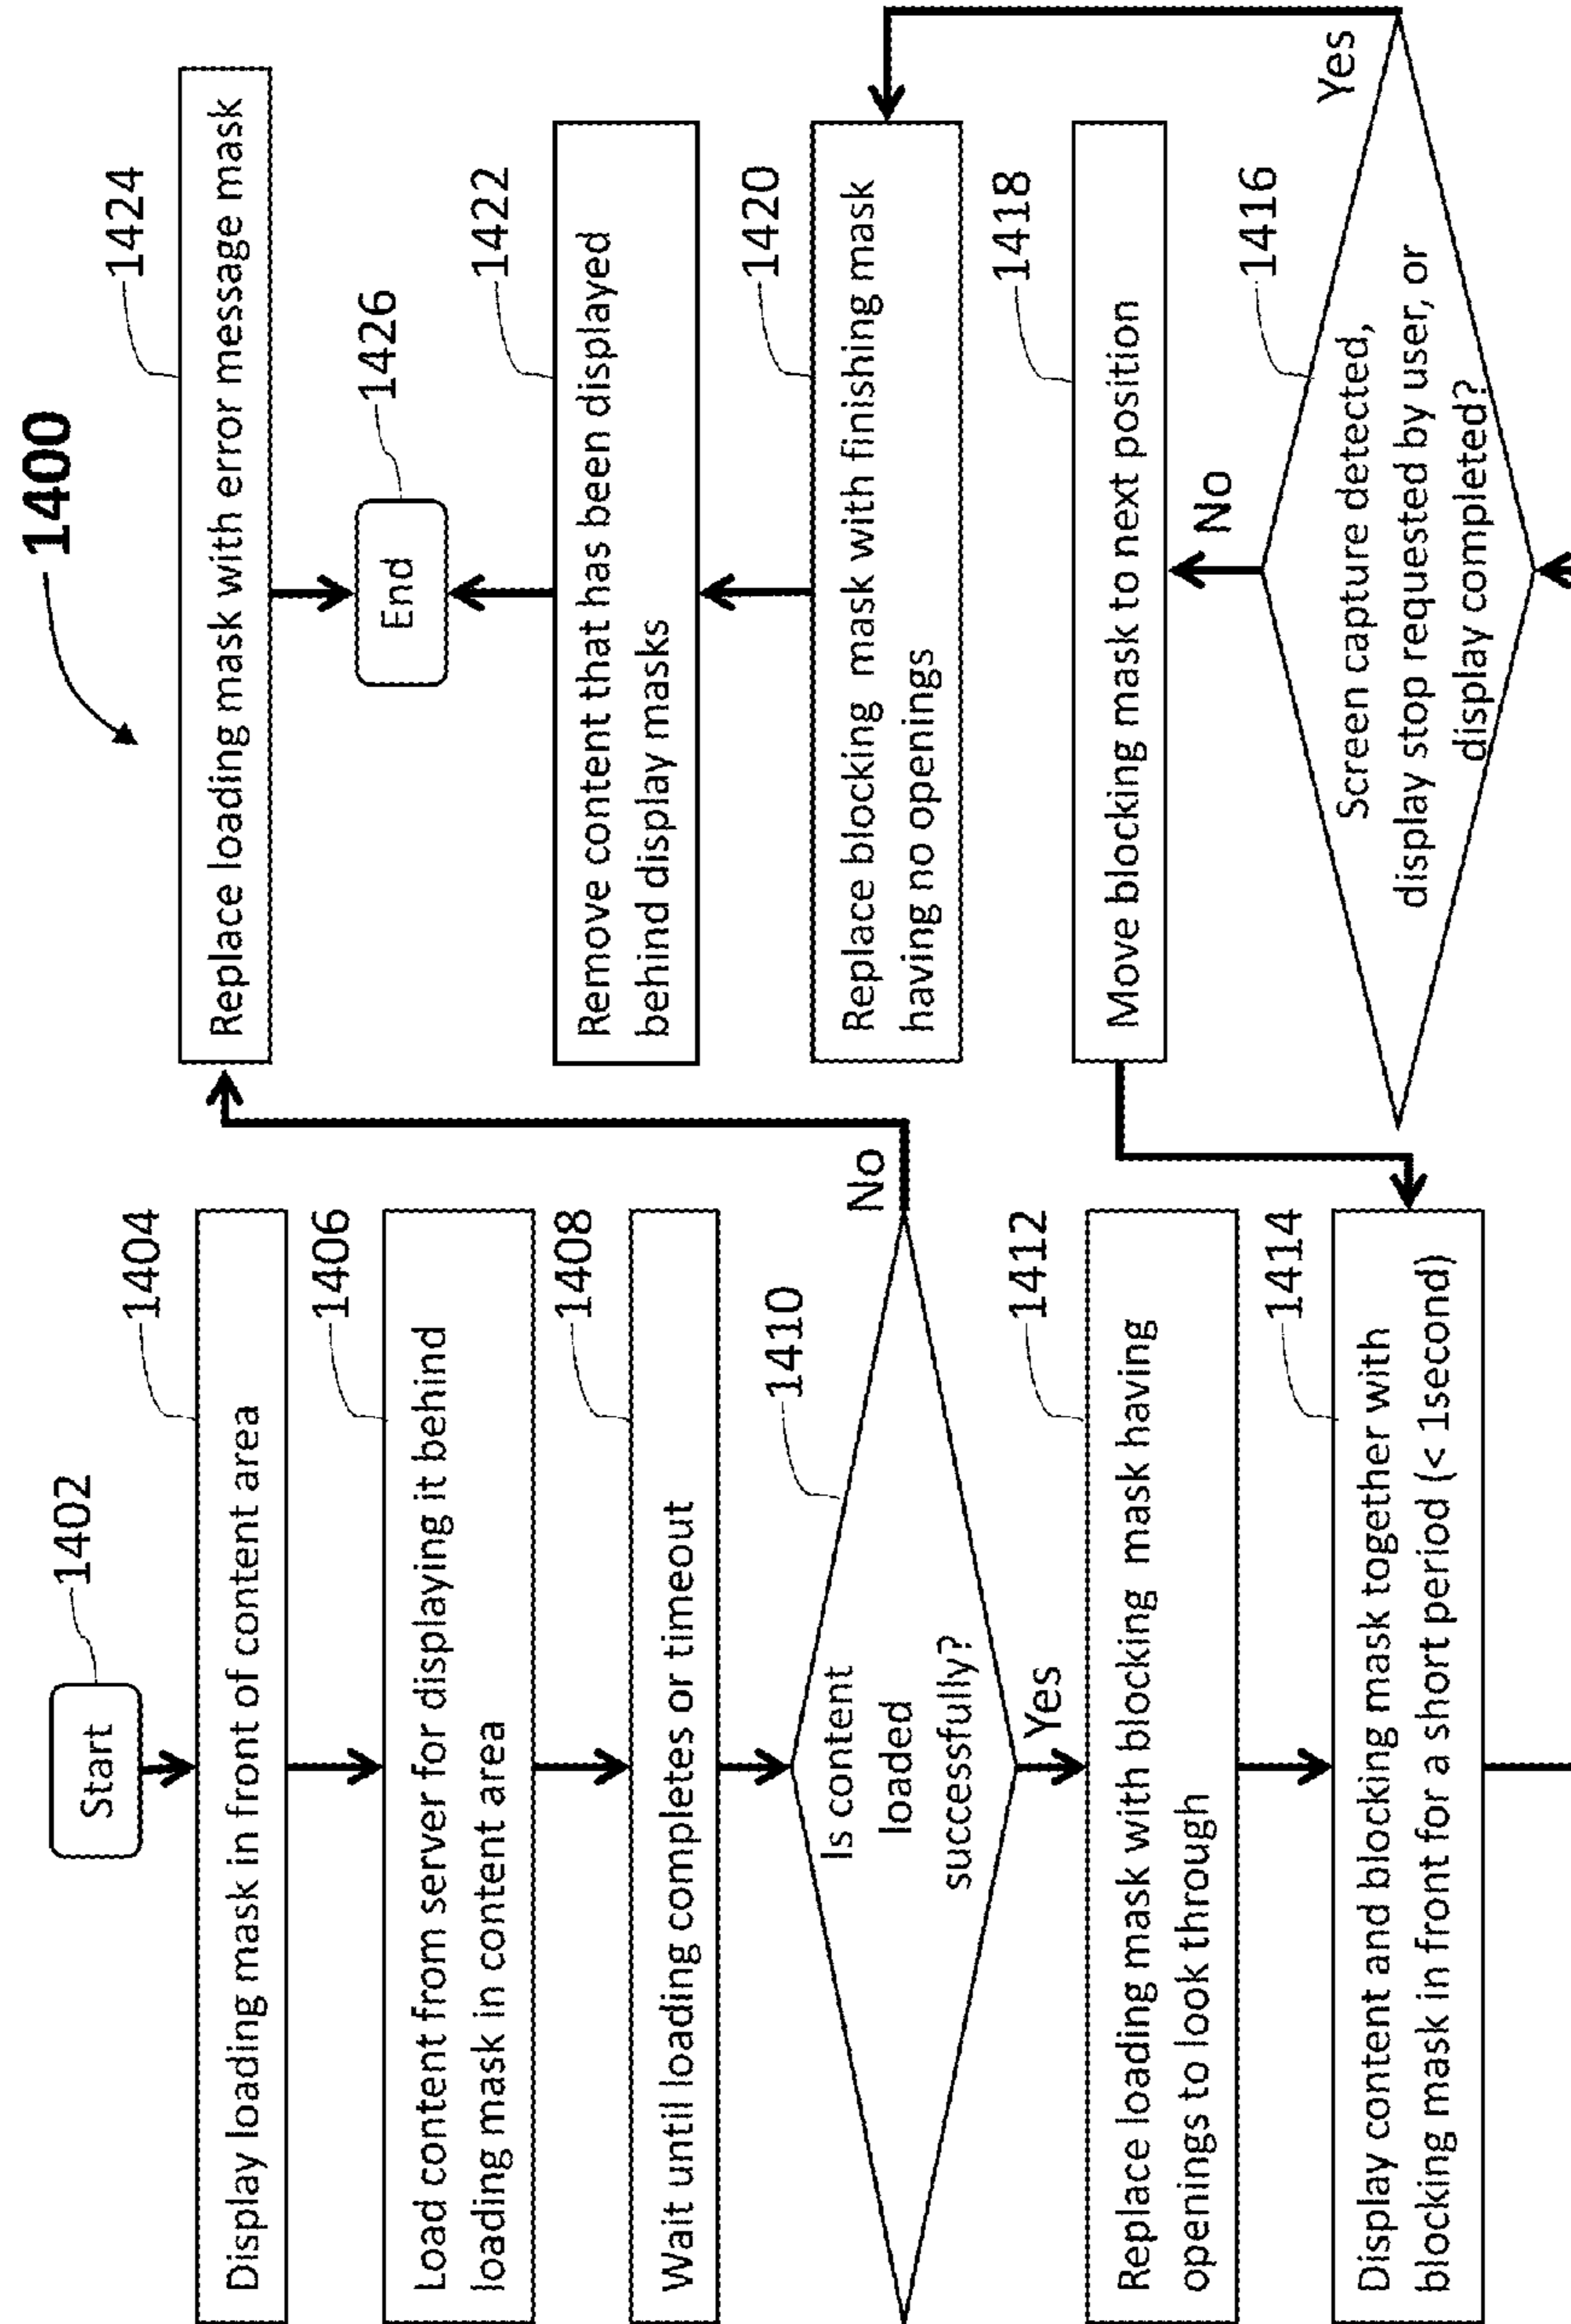 1400
Start
1402
Display loading mask in front of content area
1404
Load content from server for displaying it behind
loading mask in content area
1406
Wait until loading completes or timeout
1408
Is content
loaded
successfully?
1410
No
Yes
Replace loading mask with blocking mask having
openings to look through
1412
Display content and blocking mask together with
blocking mask in front for a short period (< 1second)
1414
Replace loading mask with error message mask
1424
End
1426
Remove content that has been displayed
behind display masks
1422
Replace blocking mask with finishing mask
having no openings
1420
Move blocking mask to next position
1418
No
Yes
Screen capture detected,
display stop requested by user, or
display completed?
1416